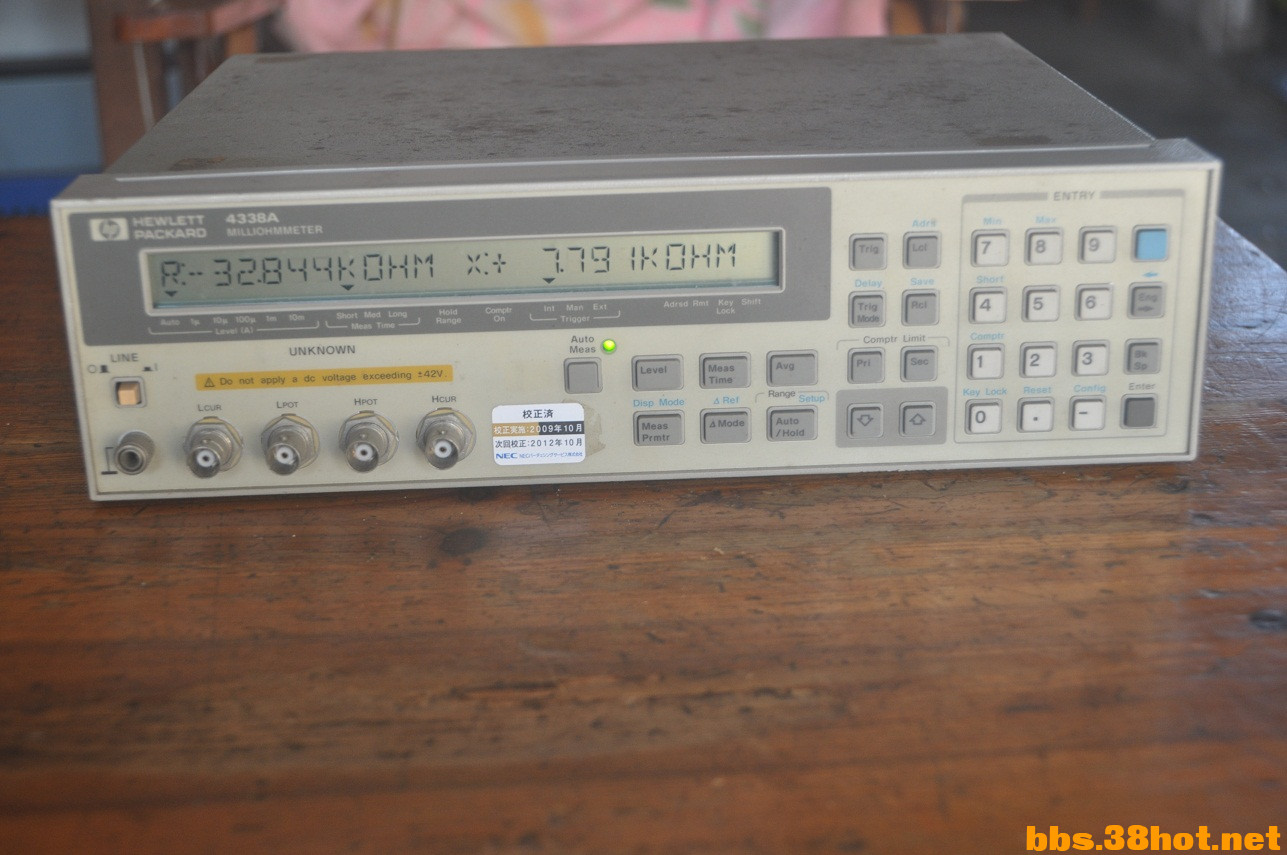 HEWLETT PACKARD
4338A
MILLIOHMMETER
R:-32.844KOHM X:+ 7.791KOHM
Auto 1μ 10μ 100μ 1m 10m
Level (A)
Short Med Long
Meas Time
Hold Range
Comptr On
Int Man Ext
Trigger
Adrsd Rmt Key Lock Shift
LINE
UNKNOWN
Do not apply a dc voltage exceeding ±42V.
LCUR
LPOT
HPOT
HCUR
校正済
校正実施:2009年10月
次回校正:2012年10月
NEC
Auto Meas
Level
Meas Time
Avg
Disp Mode
Δ Ref
Range
Setup
Meas Prmtr
Δ Mode
Auto /Hold
Adrs
Trig
Lcl
Delay
Save
Trig Mode
Rcl
Comptr Limit
Pri
Sec
ENTRY
Min
Max
7
8
9
Short
4
5
6
Eng
Comptr
1
2
3
Bk Sp
Key Lock
Reset
Config
Enter
0
.
−
bbs.38hot.net